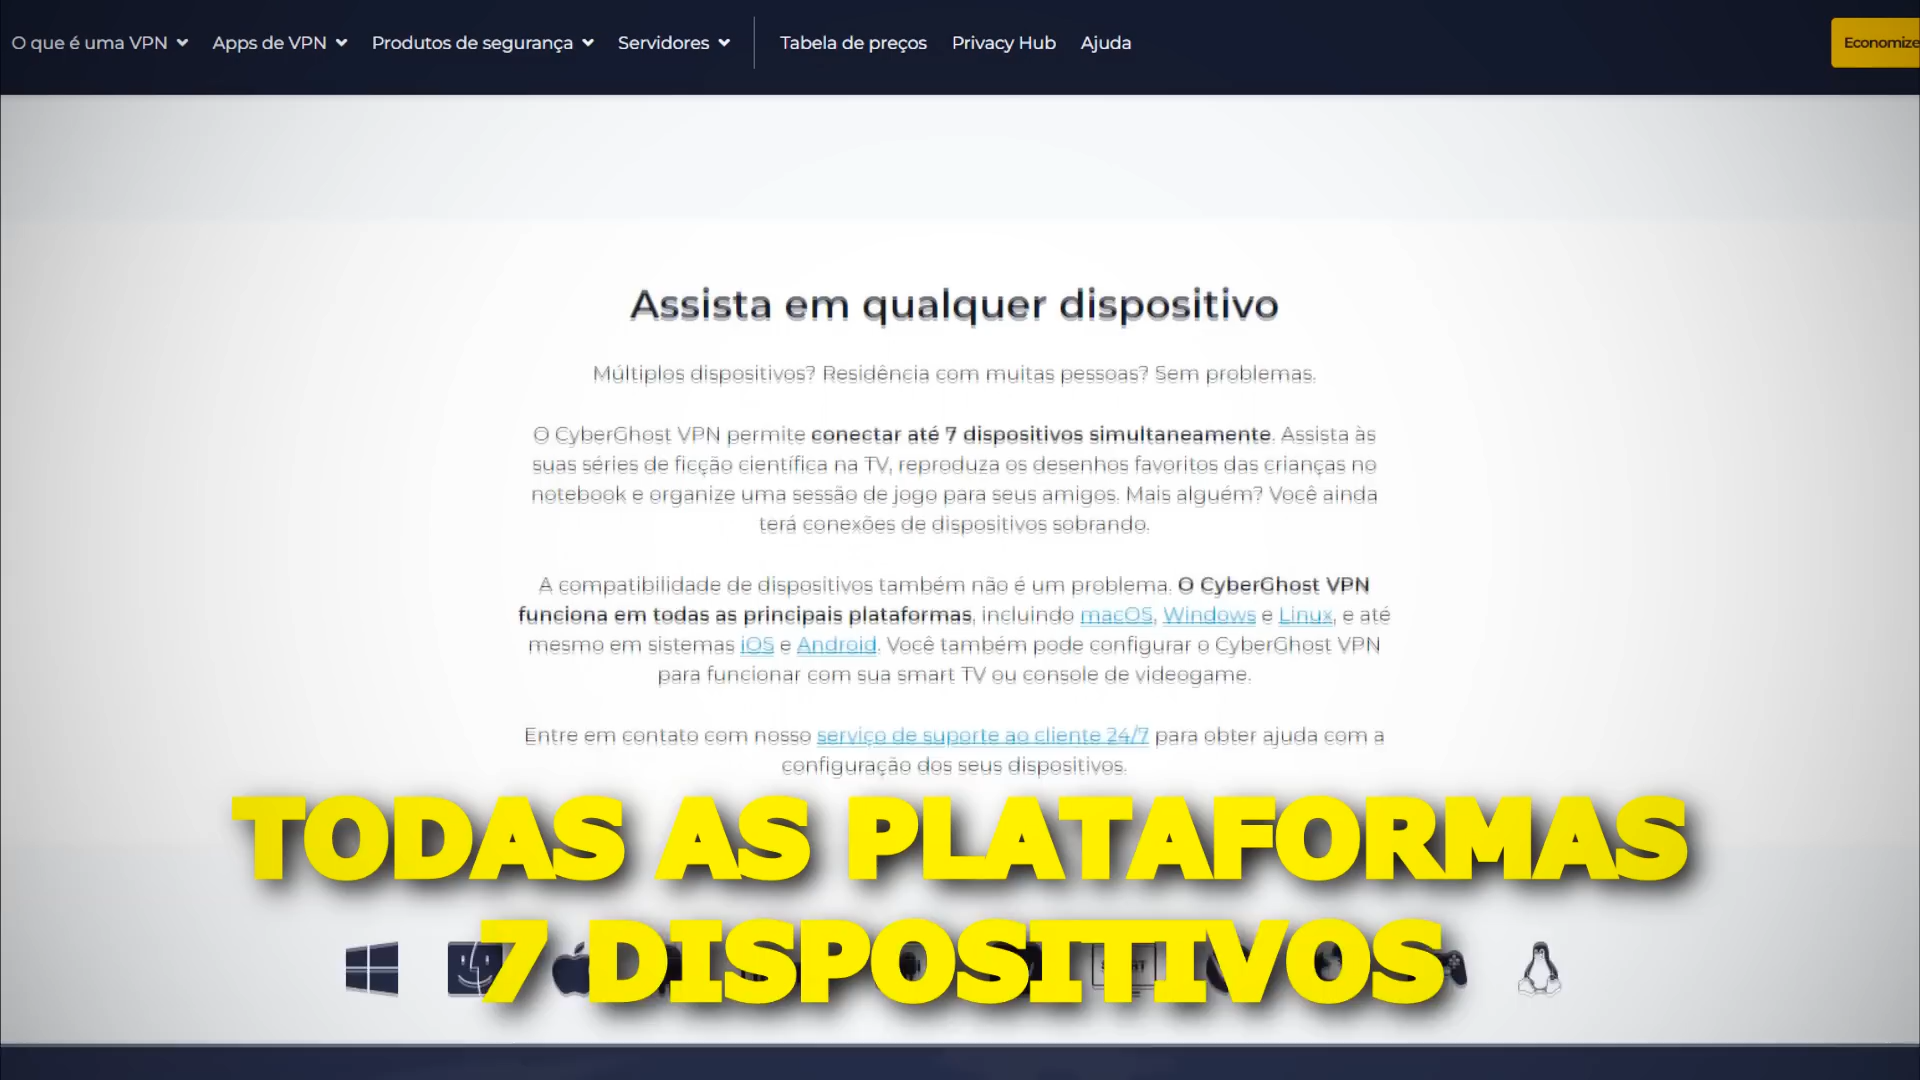 O que é uma VPN Apps de VPN Produtos de segurança Servidores Tabela de preços Privacy Hub Ajuda Economize
Assista em qualquer dispositivo
Múltiplos dispositivos? Residência com muitas pessoas? Sem problemas.
O CyberGhost VPN permite conectar até 7 dispositivos simultaneamente. Assista às
suas séries de ficção científica na TV, reproduza os desenhos favoritos das crianças no
notebook e organize uma sessão de jogo para seus amigos. Mais alguém? Você ainda
terá conexões de dispositivos sobrando.
A compatibilidade de dispositivos também não é um problema. O CyberGhost VPN
funciona em todas as principais plataformas, incluindo macOS, Windows e Linux, e até
mesmo em sistemas iOS e Android. Você também pode configurar o CyberGhost VPN
para funcionar com sua smart TV ou console de videogame.
Entre em contato com nosso serviço de suporte ao cliente 24/7 para obter ajuda com a
configuração dos seus dispositivos.
TODAS AS PLATAFORMAS
7 DISPOSITIVOS